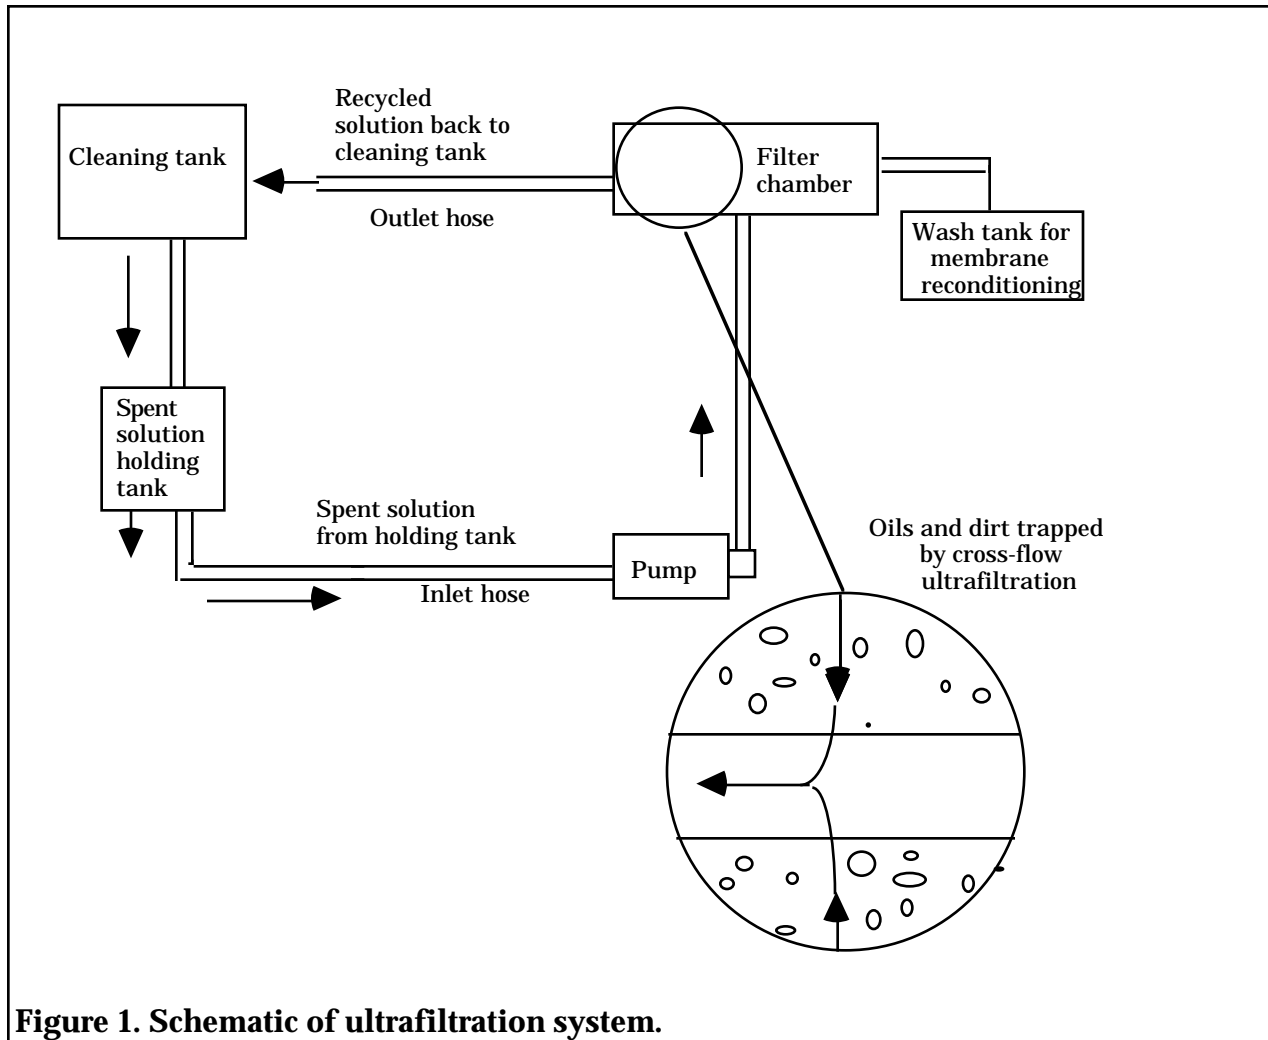 Recycled
solution back to
cleaning tank
Cleaning tank
Filter
chamber
Outlet hose
Wash tank for
membrane
reconditioning
Spent
solution
holding
tank
Spent solution
from holding tank
Oils and dirt trapped
by cross-flow
ultrafiltration
Pump
Inlet hose
Figure 1. Schematic of ultrafiltration system.